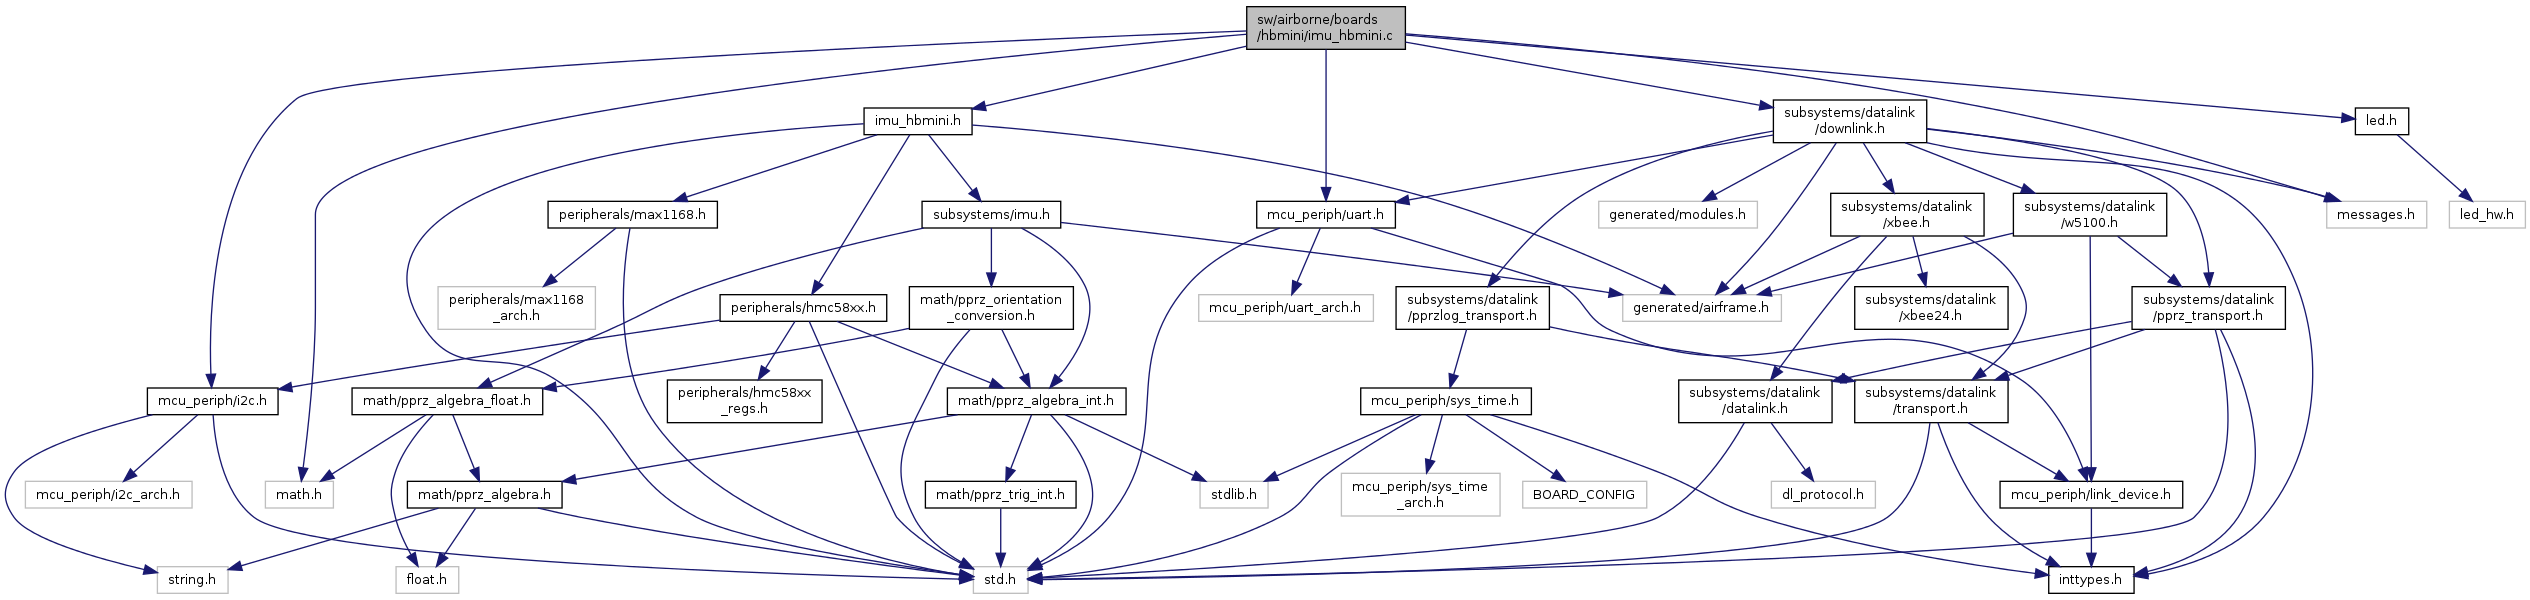 sw/airborne/boards
/hbmini/imu_hbmini.c
imu_hbmini.h
subsystems/datalink
/downlink.h
led.h
peripherals/max1168.h
subsystems/imu.h
mcu_periph/uart.h
generated/modules.h
subsystems/datalink
/xbee.h
subsystems/datalink
/w5100.h
messages.h
led_hw.h
peripherals/max1168
_arch.h
peripherals/hmc58xx.h
math/pprz_orientation
_conversion.h
mcu_periph/uart_arch.h
subsystems/datalink
/pprzlog_transport.h
generated/airframe.h
subsystems/datalink
/xbee24.h
subsystems/datalink
/pprz_transport.h
mcu_periph/i2c.h
math/pprz_algebra_float.h
peripherals/hmc58xx
_regs.h
math/pprz_algebra_int.h
mcu_periph/sys_time.h
subsystems/datalink
/datalink.h
subsystems/datalink
/transport.h
mcu_periph/i2c_arch.h
math.h
math/pprz_algebra.h
math/pprz_trig_int.h
stdlib.h
mcu_periph/sys_time
_arch.h
BOARD_CONFIG
dl_protocol.h
mcu_periph/link_device.h
string.h
float.h
std.h
inttypes.h